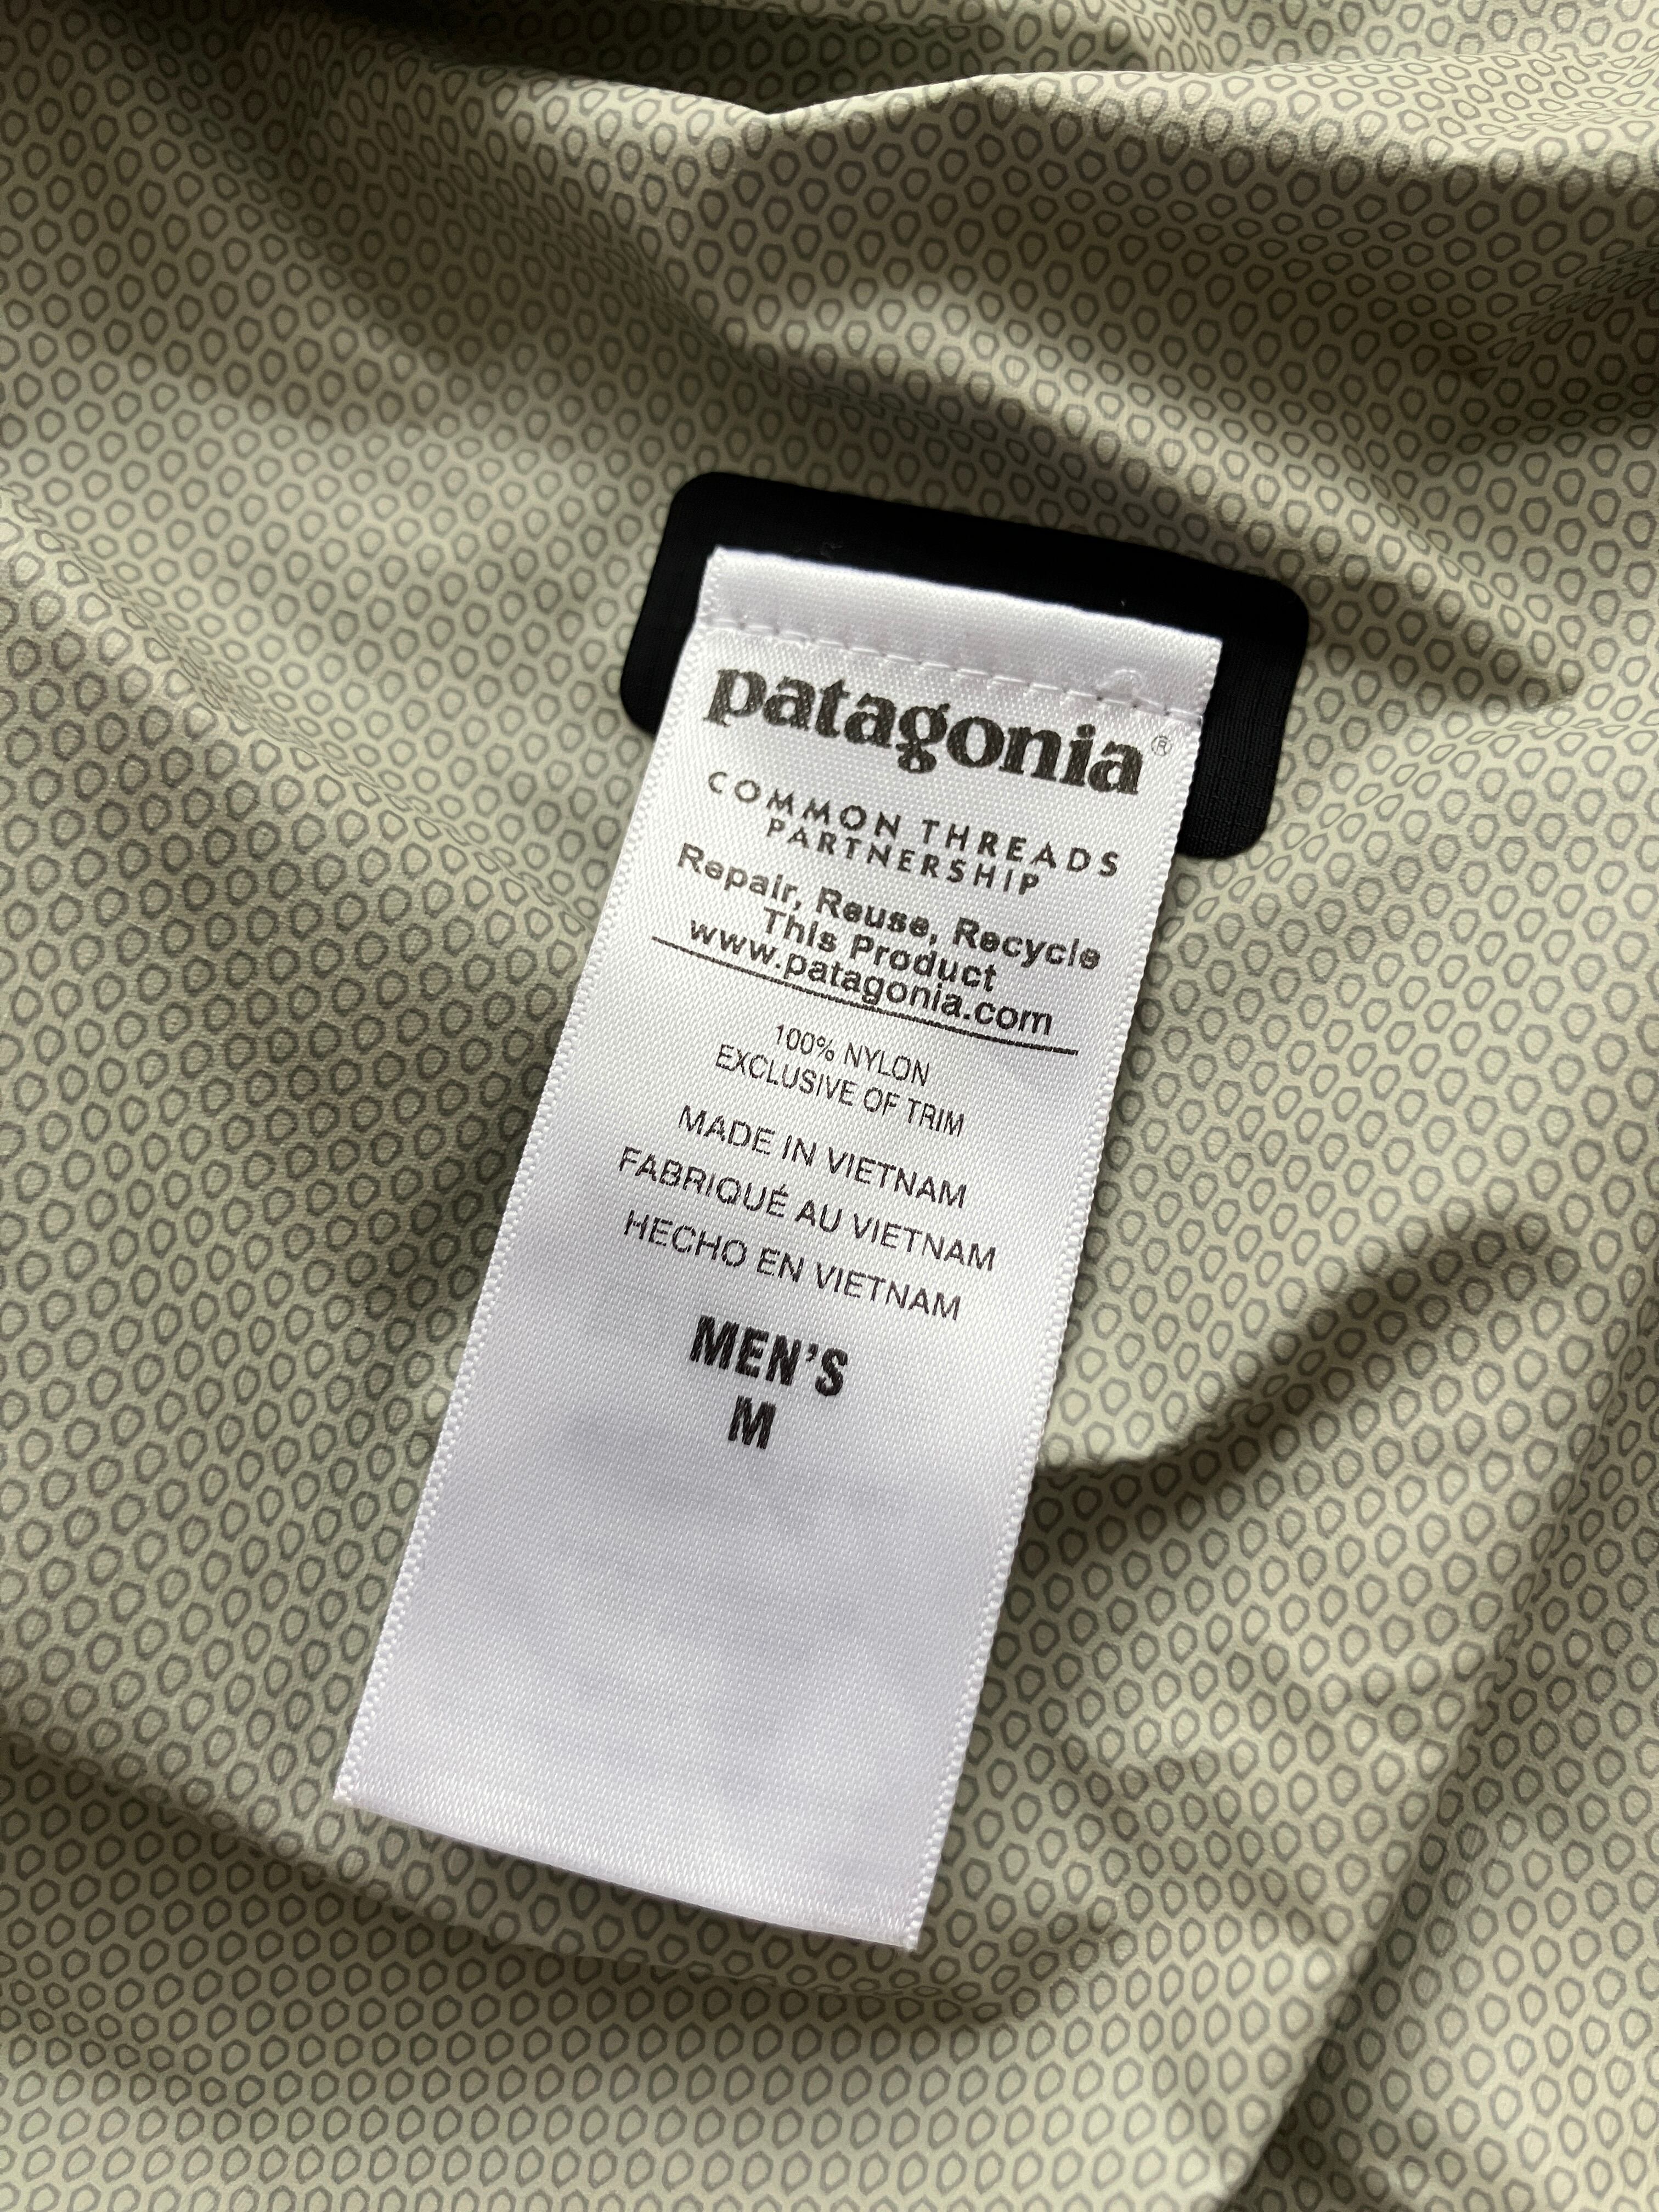 patagonia®
COMMON THREADS
PARTNERSHIP
Repair, Reuse, Recycle
This Product
www.patagonia.com
100% NYLON
EXCLUSIVE OF TRIM
MADE IN VIETNAM
FABRIQUÉ AU VIETNAM
HECHO EN VIETNAM
MEN'S
M